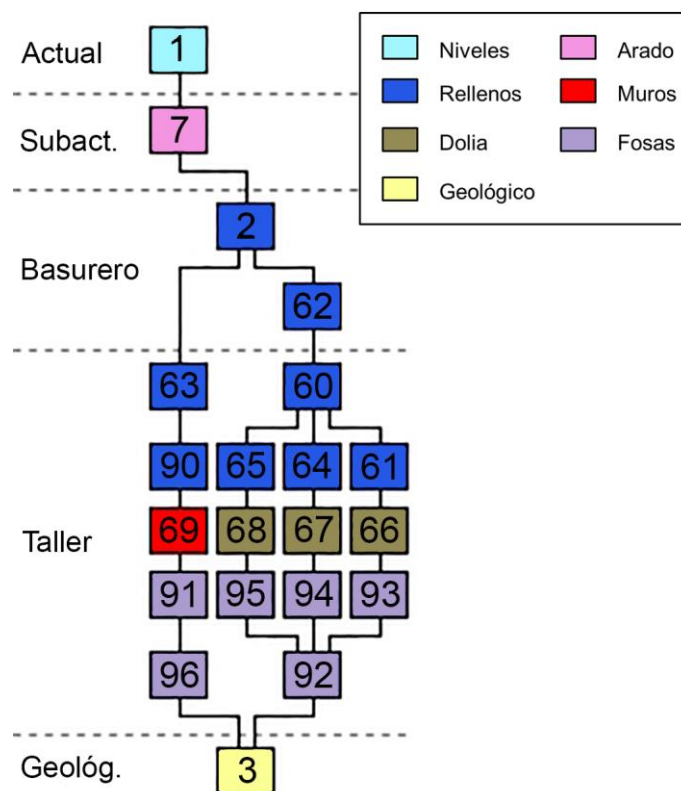 Actual
1
Niveles
Arado
Rellenos
Muros
Subact.
7
Dolia
Fosas
Geológico
2
Basurero
62
63
60
90
65
64
61
Taller
69
68
67
66
91
95
94
93
96
92
Geológ.
3